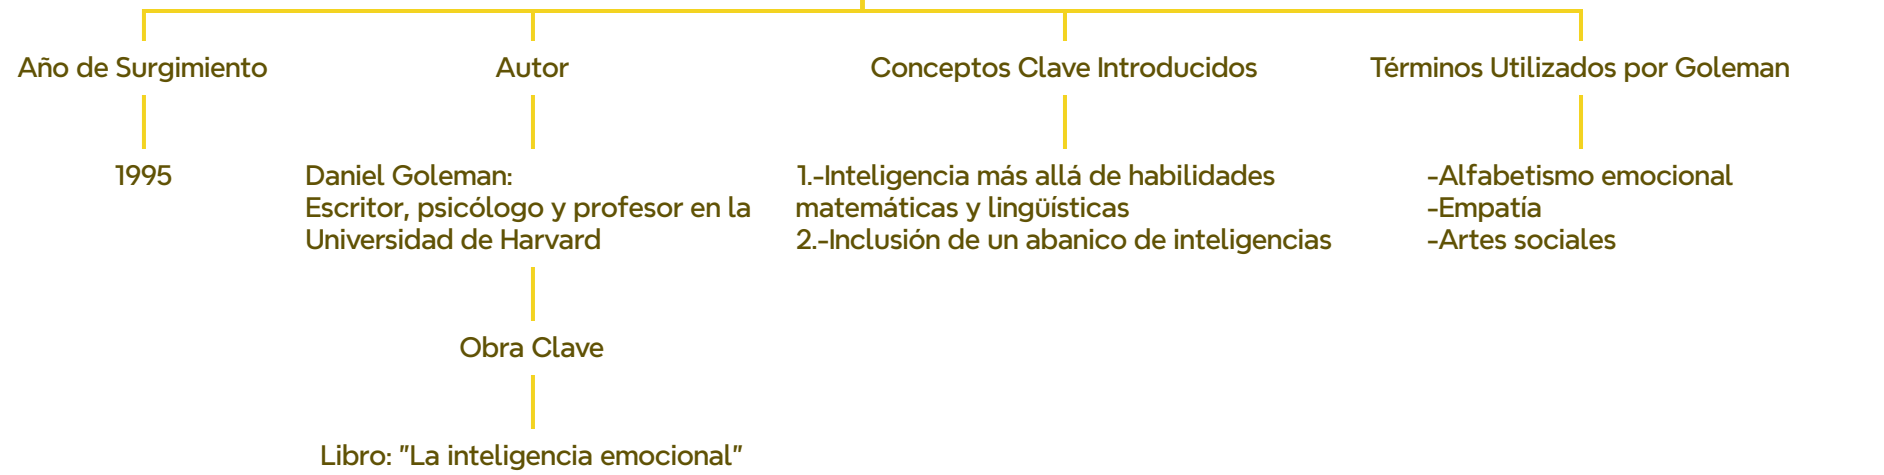 Año de Surgimiento
Autor
Conceptos Clave Introducidos
Términos Utilizados por Goleman
1995
Daniel Goleman:
Escritor, psicólogo y profesor en la
Universidad de Harvard
1.-Inteligencia más allá de habilidades
matemáticas y lingüísticas
2.-Inclusión de un abanico de inteligencias
-Alfabetismo emocional
-Empatía
-Artes sociales
Obra Clave
Libro: "La inteligencia emocional"